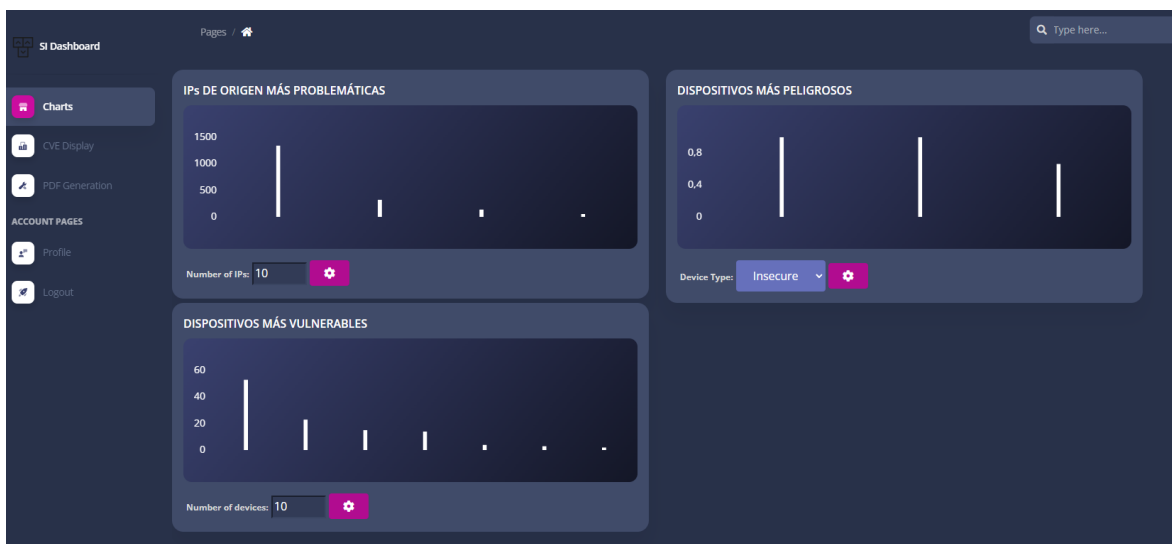 SI Dashboard
Pages / 
Type here...
Charts
CVE Display
PDF Generation
ACCOUNT PAGES
Profile
Logout
IPs DE ORIGEN MÁS PROBLEMÁTICAS
1500
1000
500
0
Number of IPs: 10
DISPOSITIVOS MÁS PELIGROSOS
0,8
0,4
0
Device Type: Insecure
DISPOSITIVOS MÁS VULNERABLES
60
40
20
0
Number of devices: 10